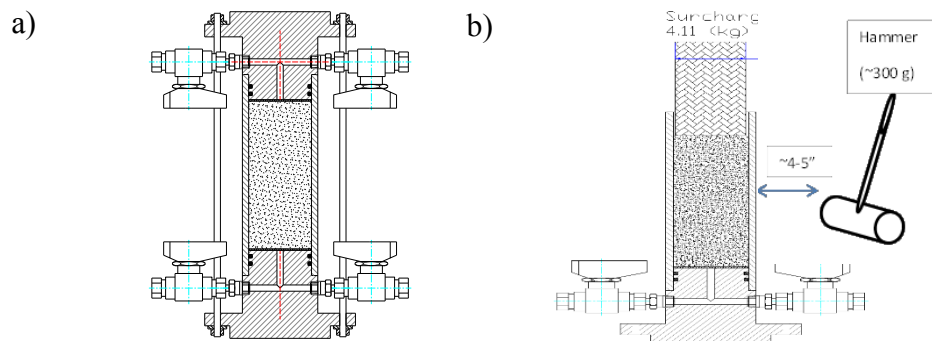 a)
b)
Surcharg
4.11 (kg)
Hammer
(~300 g)
~4-5”